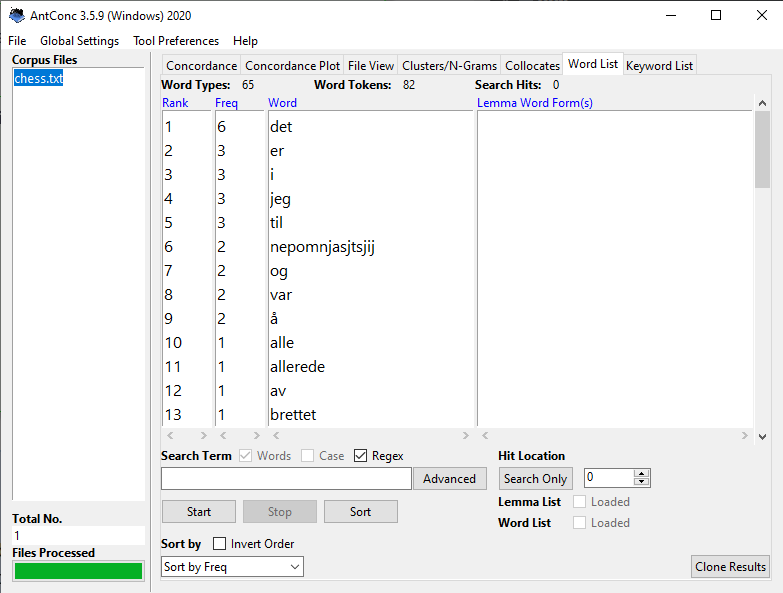 AntConc 3.5.9 (Windows) 2020
File Global Settings Tool Preferences Help
Corpus Files
chess.txt
Concordance Concordance Plot File View Clusters/N-Grams Collocates Word List Keyword List
Word Types: 65 Word Tokens: 82 Search Hits: 0
Rank Freq Word Lemma Word Form(s)
1 6 det
2 3 er
3 3 i
4 3 jeg
5 3 til
6 2 nepomnjasjtsjij
7 2 og
8 2 var
9 2 å
10 1 alle
11 1 allerede
12 1 av
13 1 brettet
Search Term Words Case Regex Hit Location
Advanced Search Only 0
Start Stop Sort
Lemma List Loaded
Word List Loaded
Total No.
1
Files Processed
Sort by Invert Order
Sort by Freq Clone Results